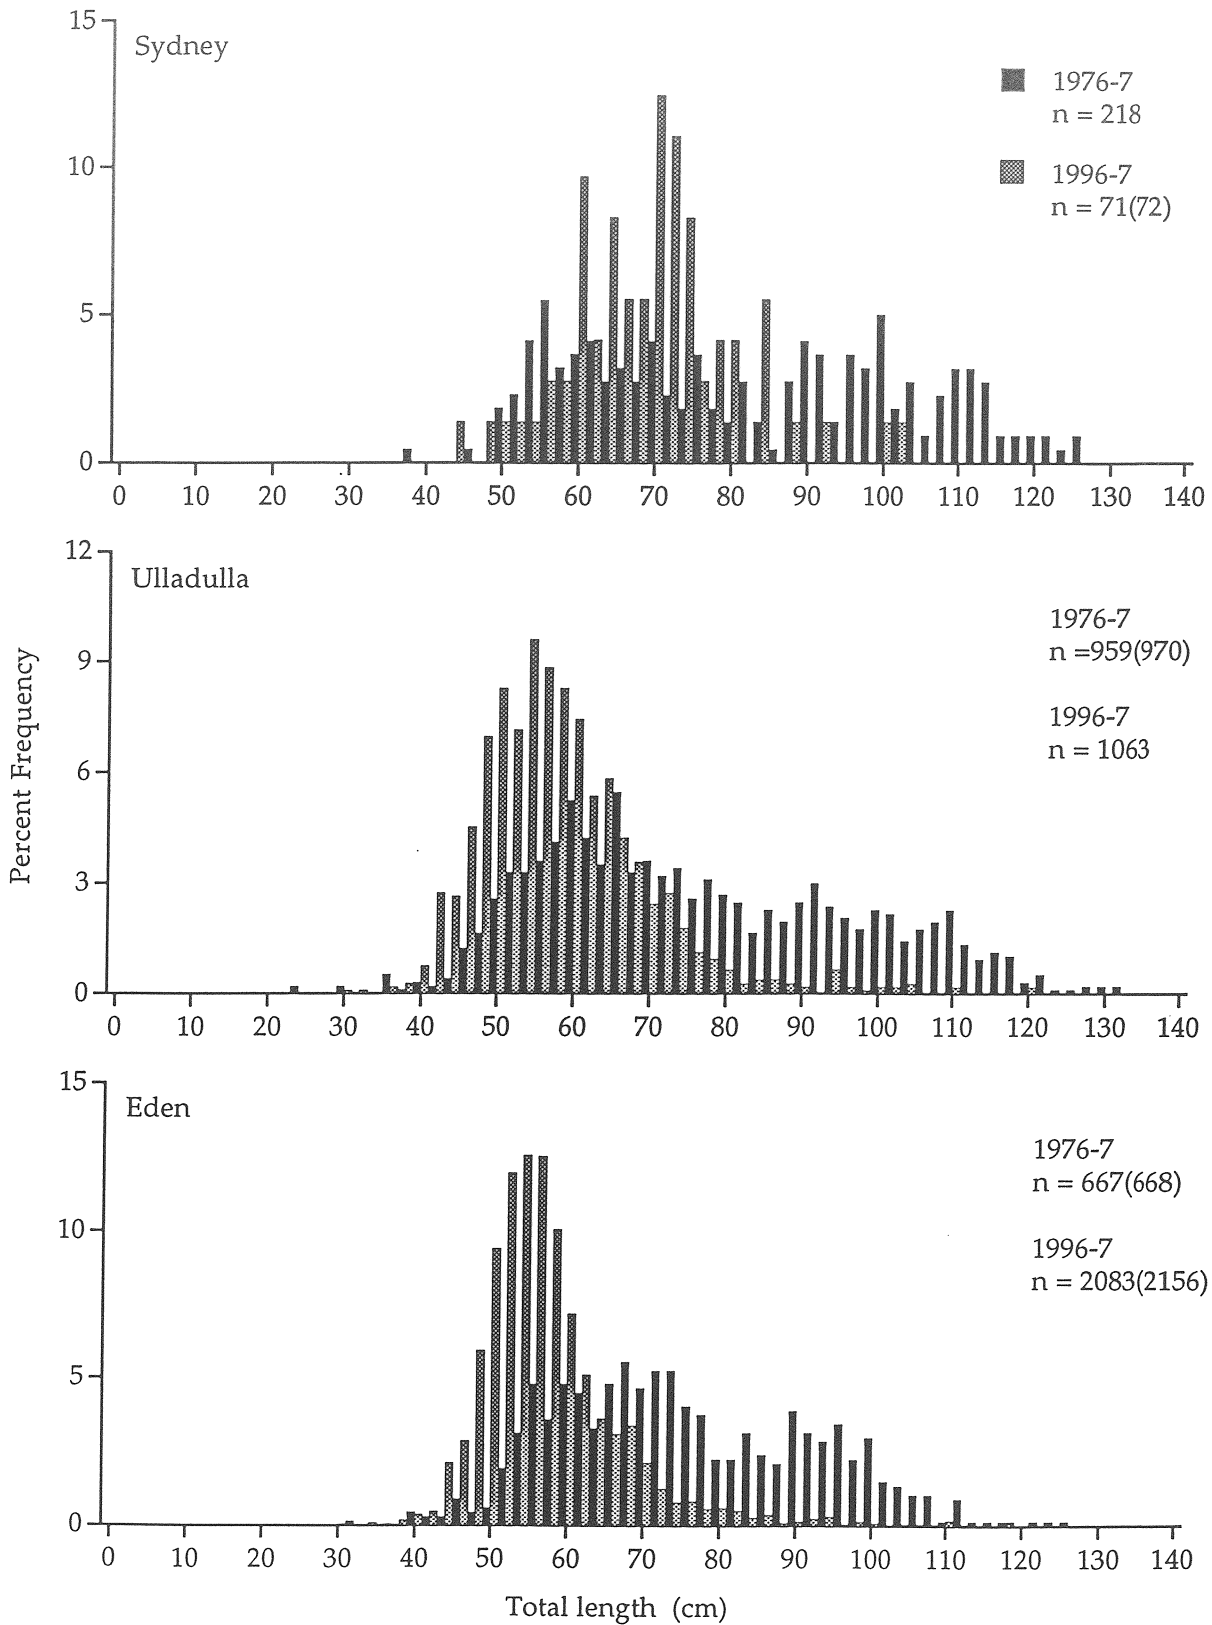 15
Sydney
1976-7
n = 218
10
1996-7
n = 71(72)
5
0
0 10 20 30 40 50 60 70 80 90 100 110 120 130 140
12
Ulladulla
1976-7
n =959(970)
9
1996-7
n = 1063
6
Percent Frequency
3
0
0 10 20 30 40 50 60 70 80 90 100 110 120 130 140
15
Eden
1976-7
n = 667(668)
10
1996-7
n = 2083(2156)
5
0
0 10 20 30 40 50 60 70 80 90 100 110 120 130 140
Total length (cm)